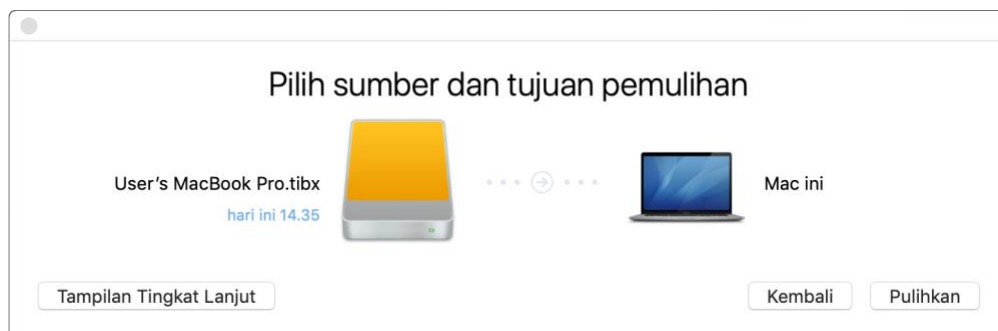 Pilih sumber dan tujuan pemulihan
User's MacBook Pro.tibx
hari ini 14.35
Mac ini
Tampilan Tingkat Lanjut
Kembali
Pulihkan